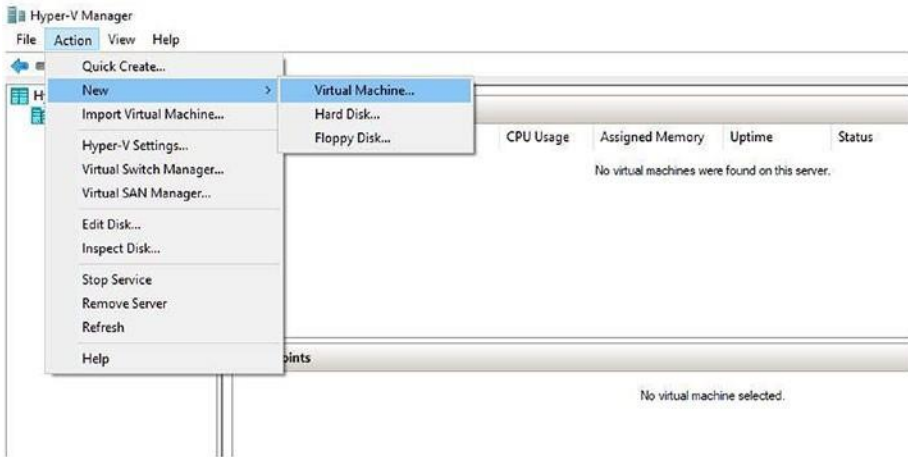 Hyper-V Manager
File Action View Help
Quick Create...
New
Virtual Machine...
Import Virtual Machine...
Hard Disk...
Floppy Disk...
Hyper-V Settings...
Virtual Switch Manager...
Virtual SAN Manager...
Edit Disk...
Inspect Disk...
Stop Service
Remove Server
Refresh
Help
CPU Usage Assigned Memory Uptime Status
No virtual machines were found on this server.
No virtual machine selected.